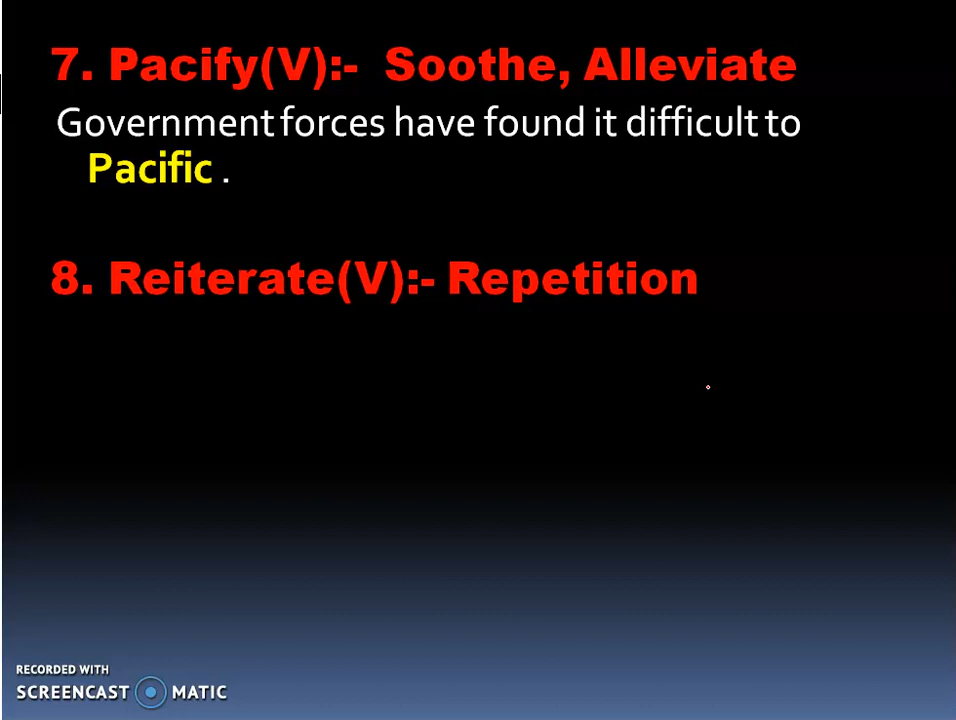 7. Pacify(V):- Soothe, Alleviate
Government forces have found it difficult to
Pacific .
8. Reiterate(V):- Repetition
RECORDED WITH
SCREENCAST MATIC